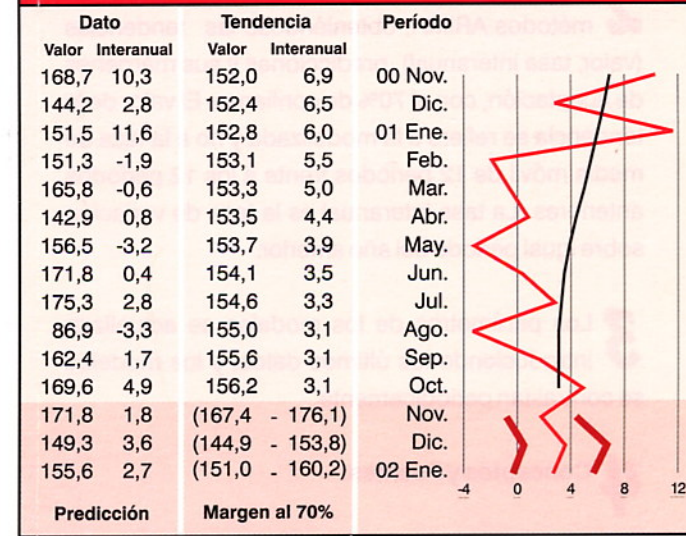 Dato Tendencia Período
Valor Interanual Valor Interanual
168,7 10,3 152,0 6,9 00 Nov.
144,2 2,8 152,4 6,5 Dic.
151,5 11,6 152,8 6,0 01 Ene.
151,3 -1,9 153,1 5,5 Feb.
165,8 -0,6 153,3 5,0 Mar.
142,9 0,8 153,5 4,4 Abr.
156,5 -3,2 153,7 3,9 May.
171,8 0,4 154,1 3,5 Jun.
175,3 2,8 154,6 3,3 Jul.
86,9 -3,3 155,0 3,1 Ago.
162,4 1,7 155,6 3,1 Sep.
169,6 4,9 156,2 3,1 Oct.
171,8 1,8 (167,4 - 176,1) Nov.
149,3 3,6 (144,9 - 153,8) Dic.
155,6 2,7 (151,0 - 160,2) 02 Ene.
-4 0 4 8 12
Predicción Margen al 70%